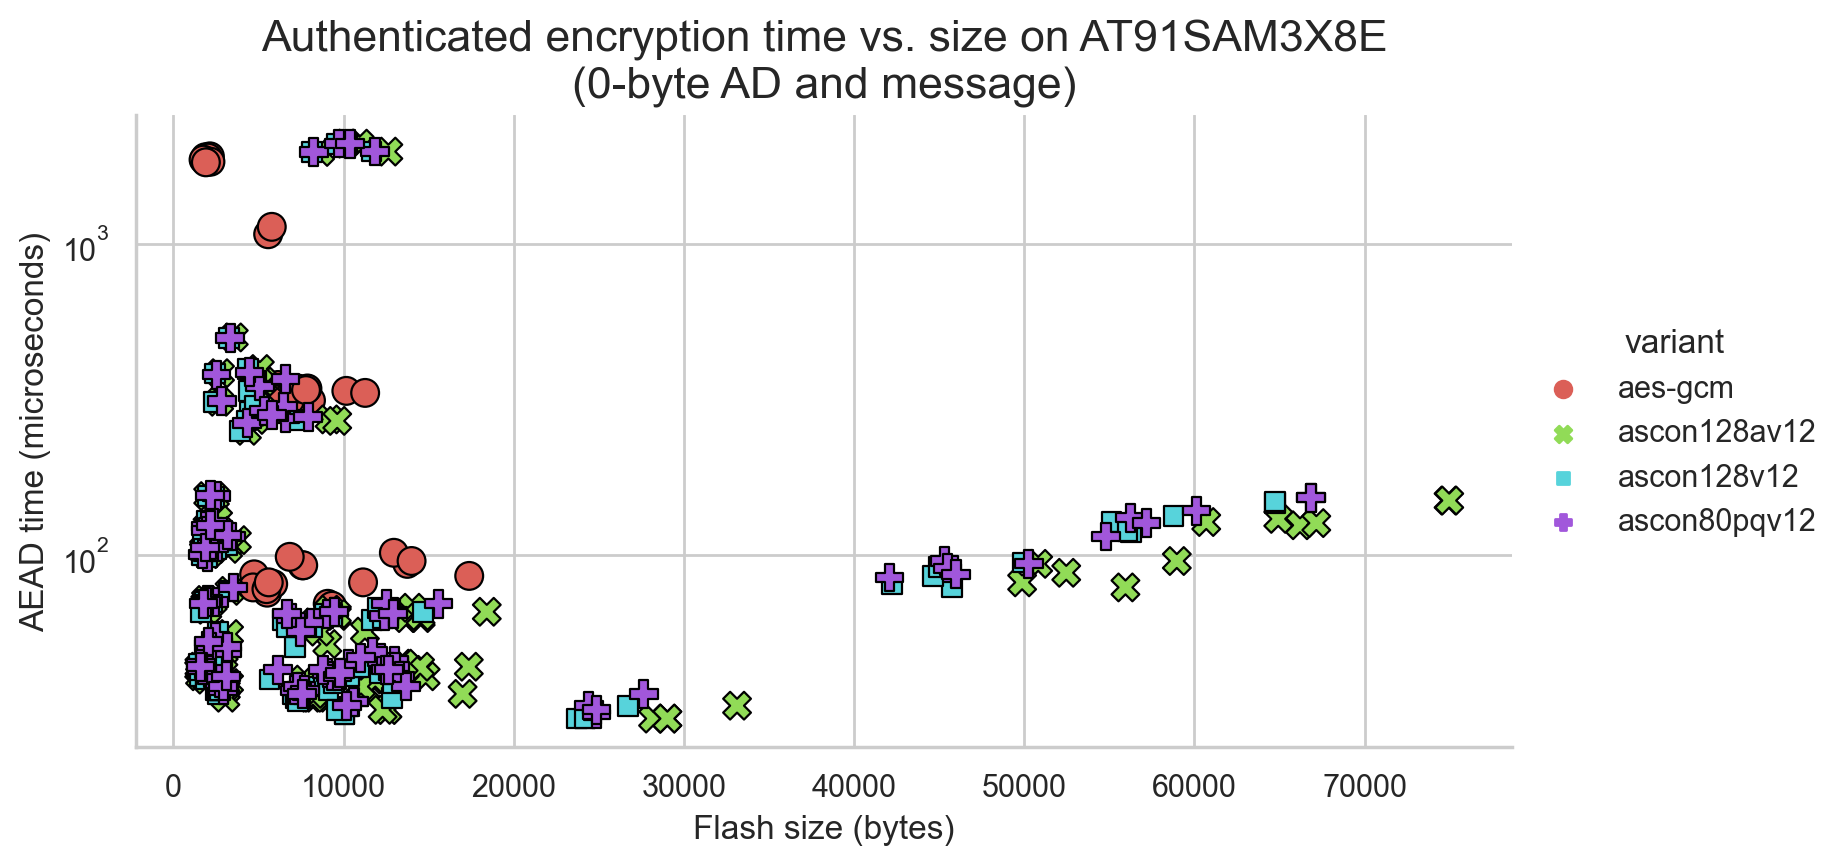 Authenticated encryption time vs. size on AT91SAM3X8E
(0-byte AD and message)
AEAD time (microseconds)
10³
10²
0 10000 20000 30000 40000 50000 60000 70000
Flash size (bytes)
variant
aes-gcm
ascon128av12
ascon128v12
ascon80pqv12